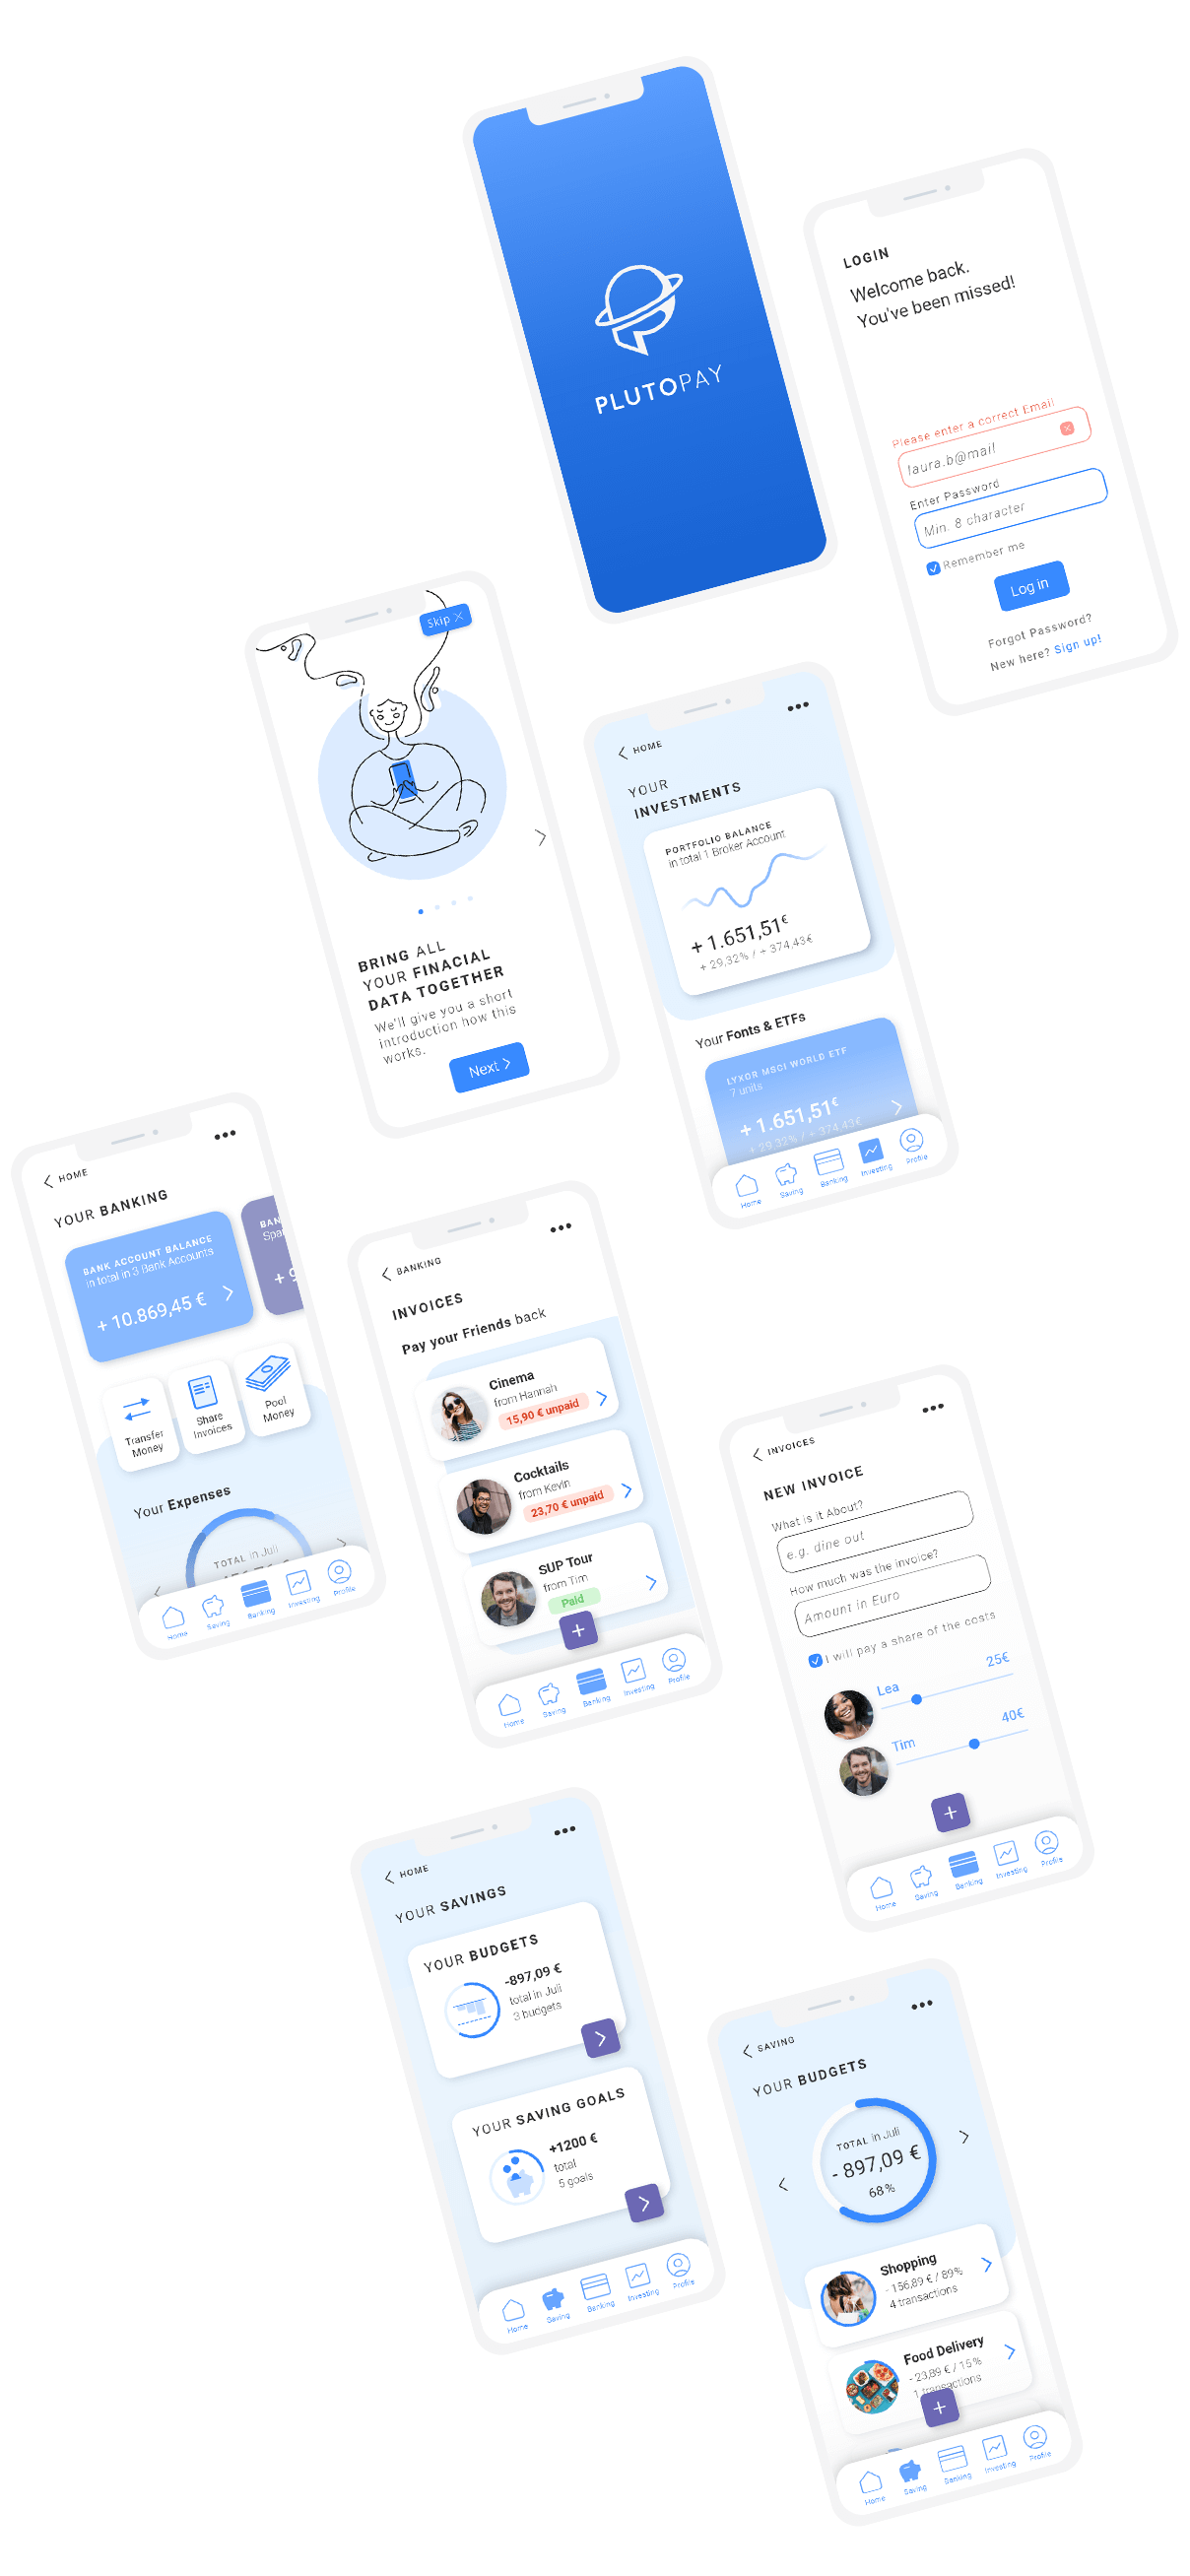 PLUTOPAY
LOGIN
Welcome back.
You've been missed!
Please enter a correct Email
laura.b@mail
Enter Password
Min. 8 character
Remember me
Log in
Forgot Password?
New here? Sign up!
Skip
BRING ALL
YOUR FINACIAL
DATA TOGETHER
We'll give you a short
introduction how this
works.
Next
HOME
YOUR
INVESTMENTS
PORTFOLIO BALANCE
in total 1 Broker Account
+ 1.651,51€
+ 29,32% / + 374,43€
Your Fonts & ETFs
LYXOR MSCI WORLD ETF
7 units
+ 1.651,51€
+ 29,32% / + 374,43€
Home
Saving
Banking
Investing
Profile
HOME
YOUR BANKING
BANK ACCOUNT BALANCE
in total in 3 Bank Accounts
+ 10.869,45 €
BAN
Spa
+ 9
Transfer
Money
Share
Invoices
Pool
Money
Your Expenses
TOTAL in Juli
Home
Saving
Banking
Investing
Profile
BANKING
INVOICES
Pay your Friends back
Cinema
from Hannah
15,90 € unpaid
Cocktails
from Kevin
23,70 € unpaid
SUP Tour
from Tim
Paid
+
Home
Saving
Banking
Investing
Profile
INVOICES
NEW INVOICE
What is it About?
e.g. dine out
How much was the invoice?
Amount in Euro
I will pay a share of the costs
Lea
25€
Tim
40€
+
Home
Saving
Banking
Investing
Profile
HOME
YOUR SAVINGS
YOUR BUDGETS
-897,09 €
total in Juli
3 budgets
YOUR SAVING GOALS
+1200 €
total
5 goals
Home
Saving
Banking
Investing
Profile
SAVING
YOUR BUDGETS
TOTAL in Juli
- 897,09 €
68%
Shopping
- 156,89 € / 89%
4 transactions
Food Delivery
- 23,89 € / 15%
1 transactions
+
Home
Saving
Banking
Investing
Profile